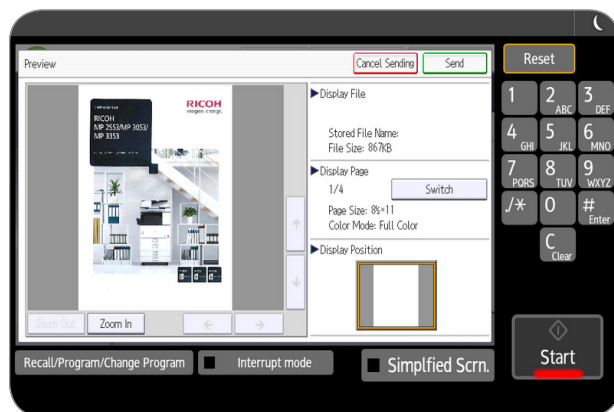 Preview
Cancel Sending
Send
Reset
RICOH
imagine. change.
RICOH
MP 2553/MP 3053/
MP 3353
Display File
Stored File Name:
File Size: 867KB
Display Page
1/4
Switch
Page Size: 8½×11
Color Mode: Full Color
Display Position
Zoom Out
Zoom In
1
2 ABC
3 DEF
4 GHI
5 JKL
6 MNO
7 PQRS
8 TUV
9 WXYZ
./*
0
# Enter
C Clear
Recall/Program/Change Program
Interrupt mode
Simplfied Scrn.
Start